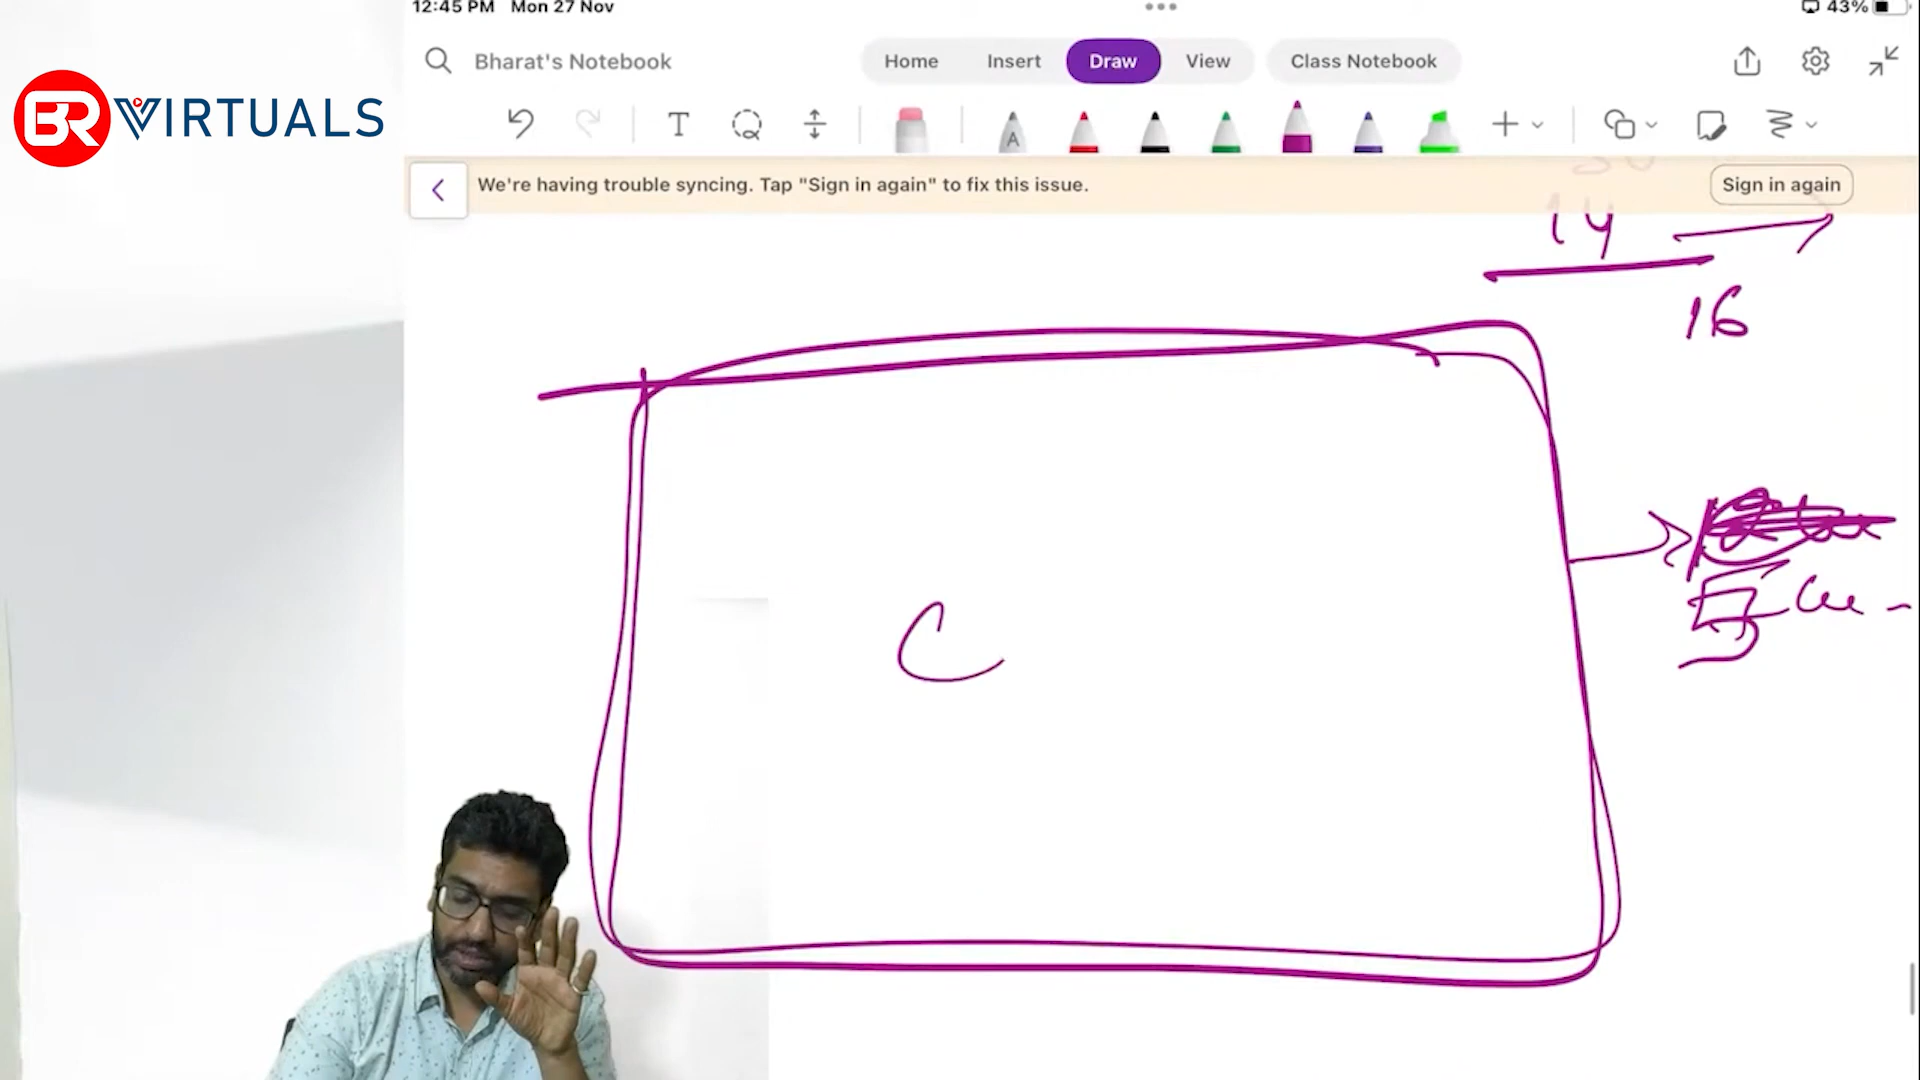 12:45 PM Mon 27 Nov
43%
BR VIRTUALS
Bharat's Notebook
Home Insert Draw View Class Notebook
T
A
We're having trouble syncing. Tap "Sign in again" to fix this issue.
Sign in again
14
16
C